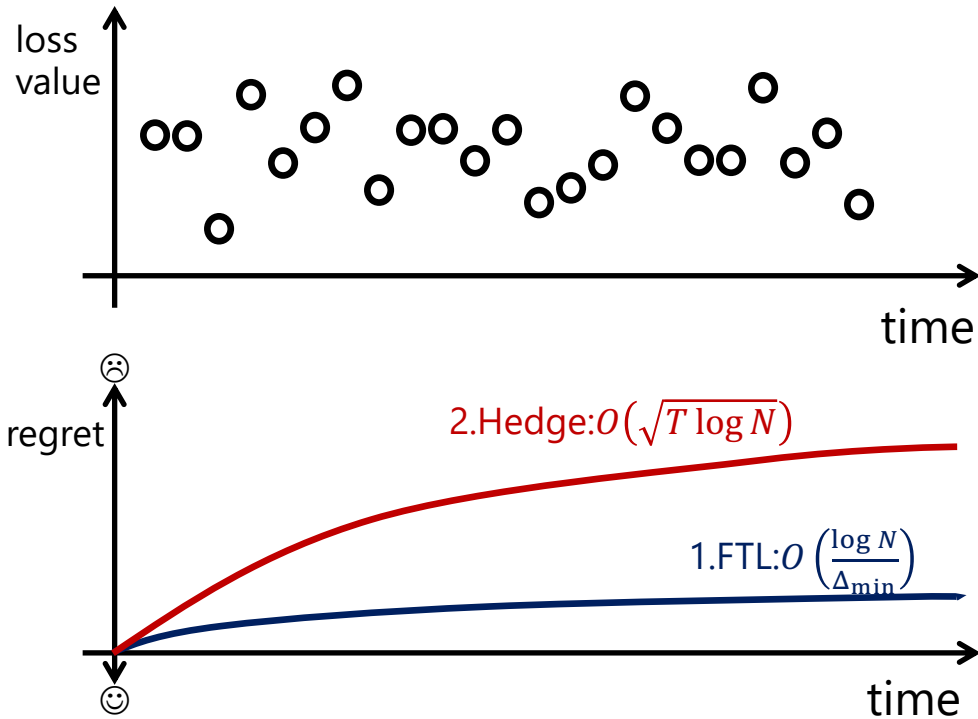 loss
value
time
regret
2.Hedge:O(√(T log N))
1.FTL:O(log N / Δmin)
time